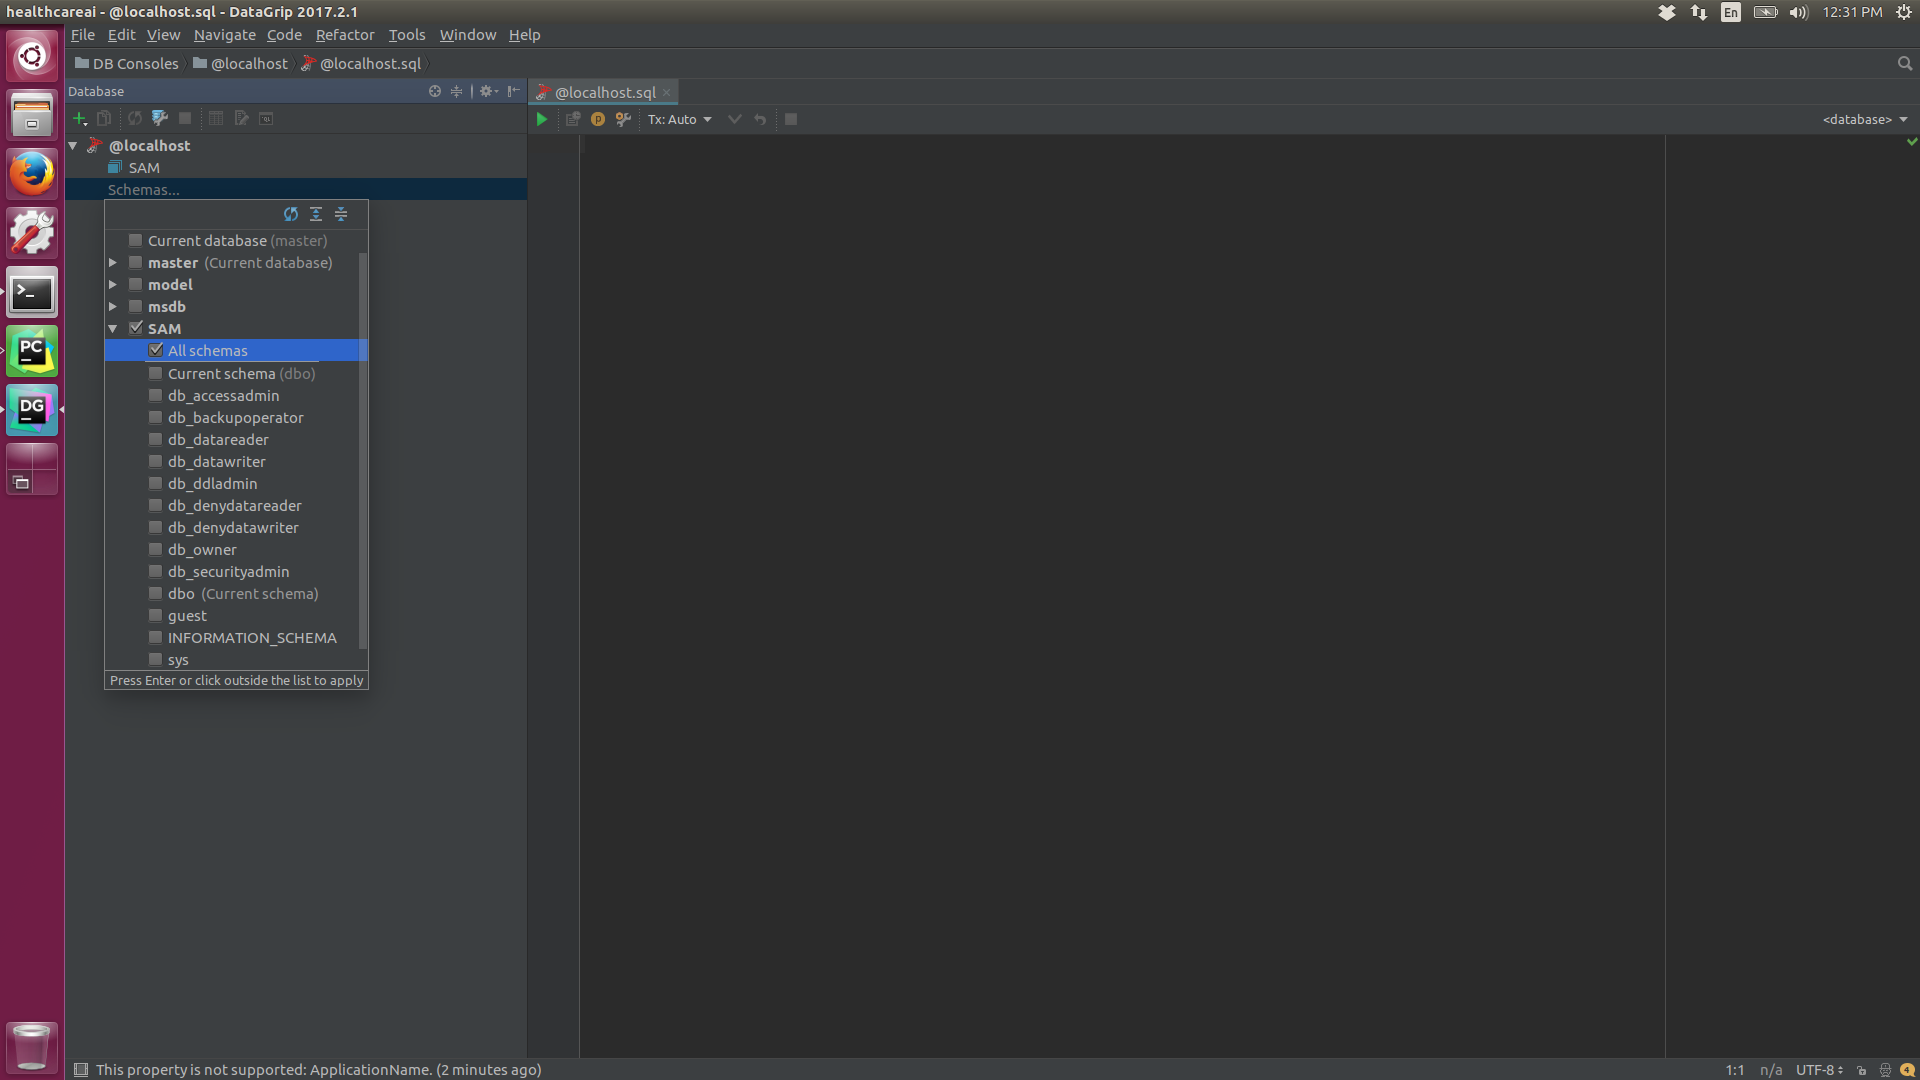 healthcareai - @localhost.sql - DataGrip 2017.2.1
En
12:31 PM
File Edit View Navigate Code Refactor Tools Window Help
DB Consoles @localhost @localhost.sql
Database
@localhost.sql
Tx: Auto
<database>
@localhost
SAM
Schemas...
Current database (master)
master (Current database)
model
msdb
SAM
All schemas
Current schema (dbo)
db_accessadmin
db_backupoperator
db_datareader
db_datawriter
db_ddladmin
db_denydatareader
db_denydatawriter
db_owner
db_securityadmin
dbo (Current schema)
guest
INFORMATION_SCHEMA
sys
Press Enter or click outside the list to apply
PC
DG
This property is not supported: ApplicationName. (2 minutes ago)
1:1 n/a UTF-8 4